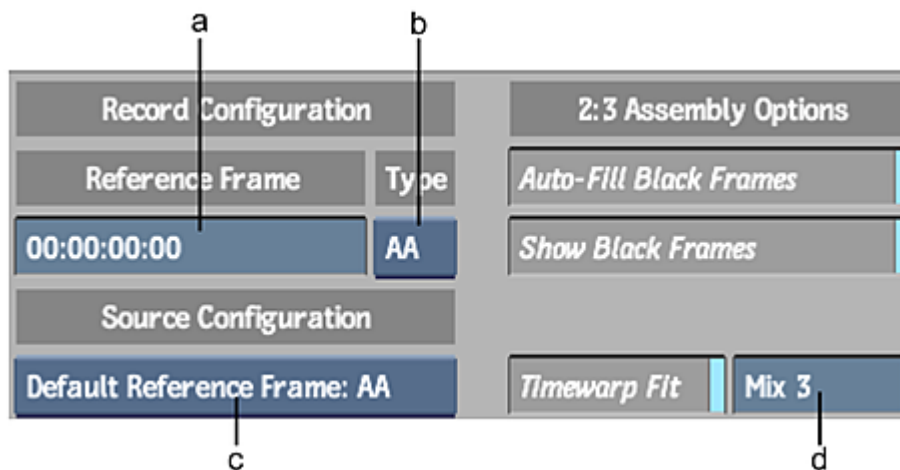 a
b
Record Configuration
2:3 Assembly Options
Reference Frame
Type
Auto-Fill Black Frames
00:00:00:00
AA
Show Black Frames
Source Configuration
Default Reference Frame: AA
Timewarp Fit
Mix 3
c
d